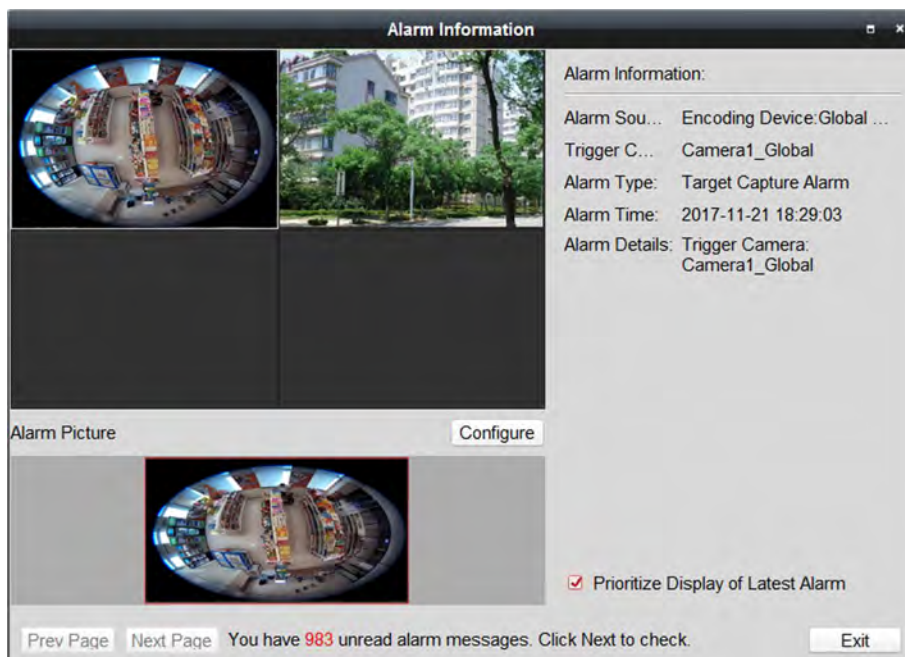 Alarm Information
Alarm Information:
Alarm Sou... Encoding Device:Global ...
Trigger C... Camera1_Global
Alarm Type: Target Capture Alarm
Alarm Time: 2017-11-21 18:29:03
Alarm Details: Trigger Camera:
Camera1_Global
Alarm Picture
Configure
Prioritize Display of Latest Alarm
Prev Page Next Page You have 983 unread alarm messages. Click Next to check. Exit